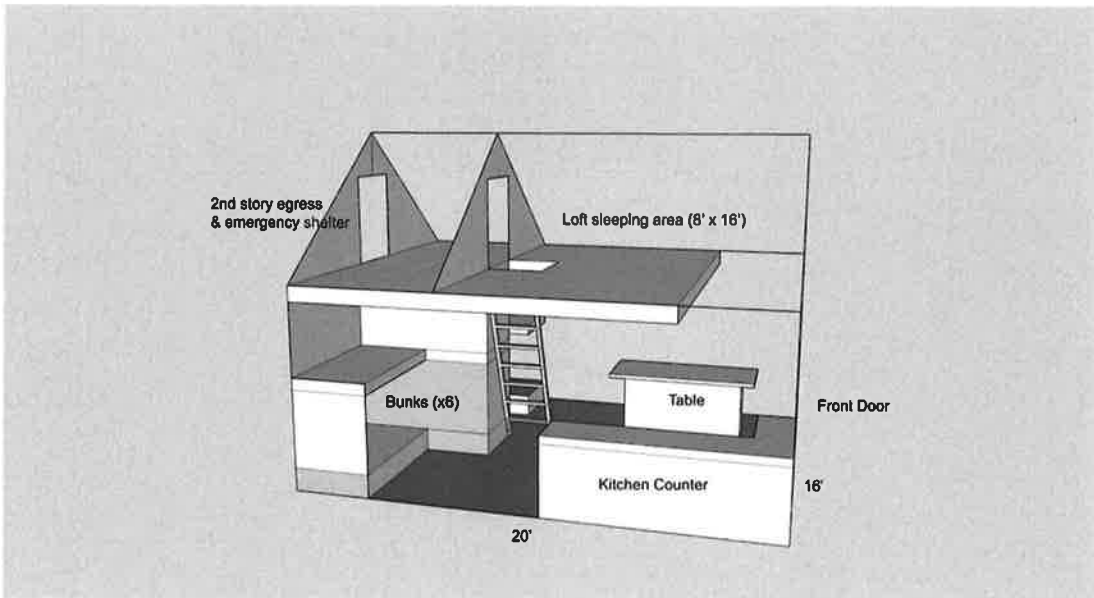 2nd story egress
& emergency shelter
Loft sleeping area (8' x 16')
Bunks (x6)
Table
Front Door
Kitchen Counter
16'
20'